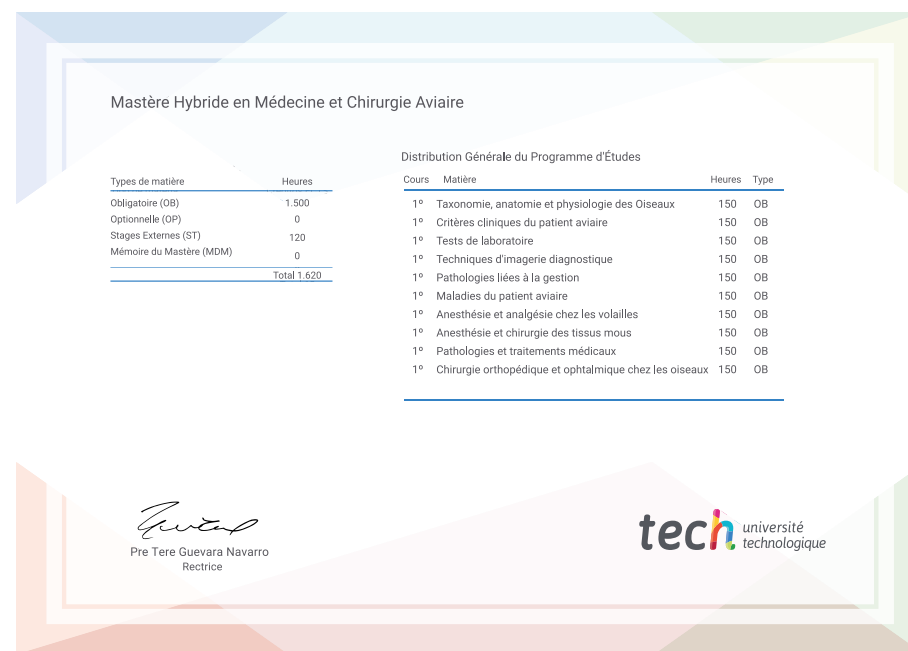 Mastère Hybride en Médecine et Chirurgie Aviaire
Types de matière Heures
Obligatoire (OB) 1.500
Optionnelle (OP) 0
Stages Externes (ST) 120
Mémoire du Mastère (MDM) 0
Total 1.620
Distribution Générale du Programme d'Études
Cours Matière Heures Type
1º Taxonomie, anatomie et physiologie des Oiseaux 150 OB
1º Critères cliniques du patient aviaire 150 OB
1º Tests de laboratoire 150 OB
1º Techniques d'imagerie diagnostique 150 OB
1º Pathologies liées à la gestion 150 OB
1º Maladies du patient aviaire 150 OB
1º Anesthésie et analgésie chez les volailles 150 OB
1º Anesthésie et chirurgie des tissus mous 150 OB
1º Pathologies et traitements médicaux 150 OB
1º Chirurgie orthopédique et ophtalmique chez les oiseaux 150 OB
Pre Tere Guevara Navarro
Rectrice
tech université
technologique